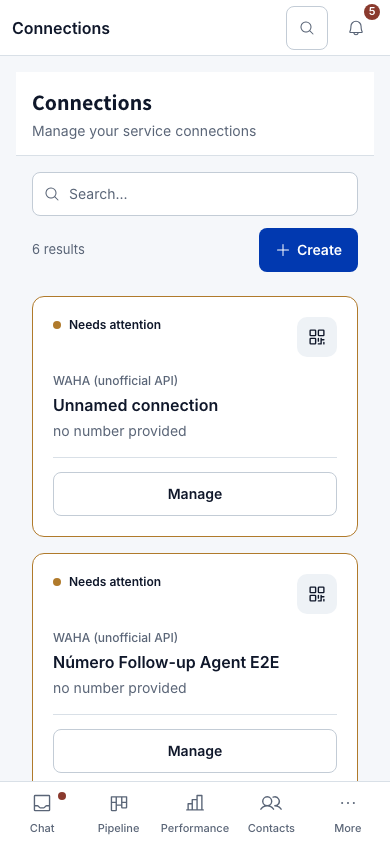 Connections
5
Connections
Manage your service connections
Search...
6 results
Create
Needs attention
WAHA (unofficial API)
Unnamed connection
no number provided
Manage
Needs attention
WAHA (unofficial API)
Número Follow-up Agent E2E
no number provided
Manage
Chat
Pipeline
Performance
Contacts
More